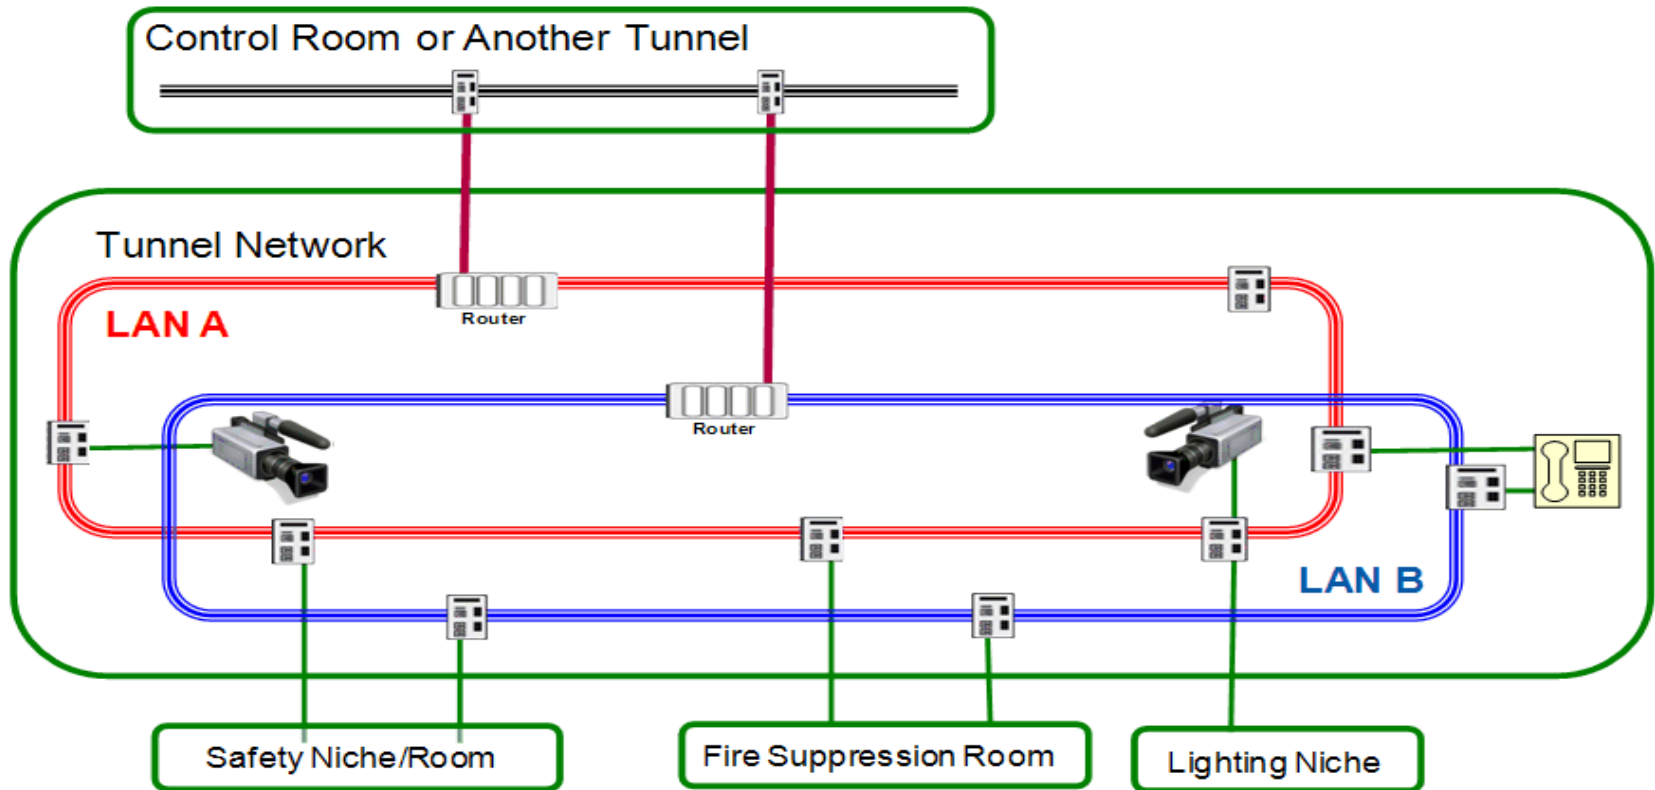 Control Room or Another Tunnel
Tunnel Network
LAN A
Router
Router
LAN B
Safety Niche/Room
Fire Suppression Room
Lighting Niche